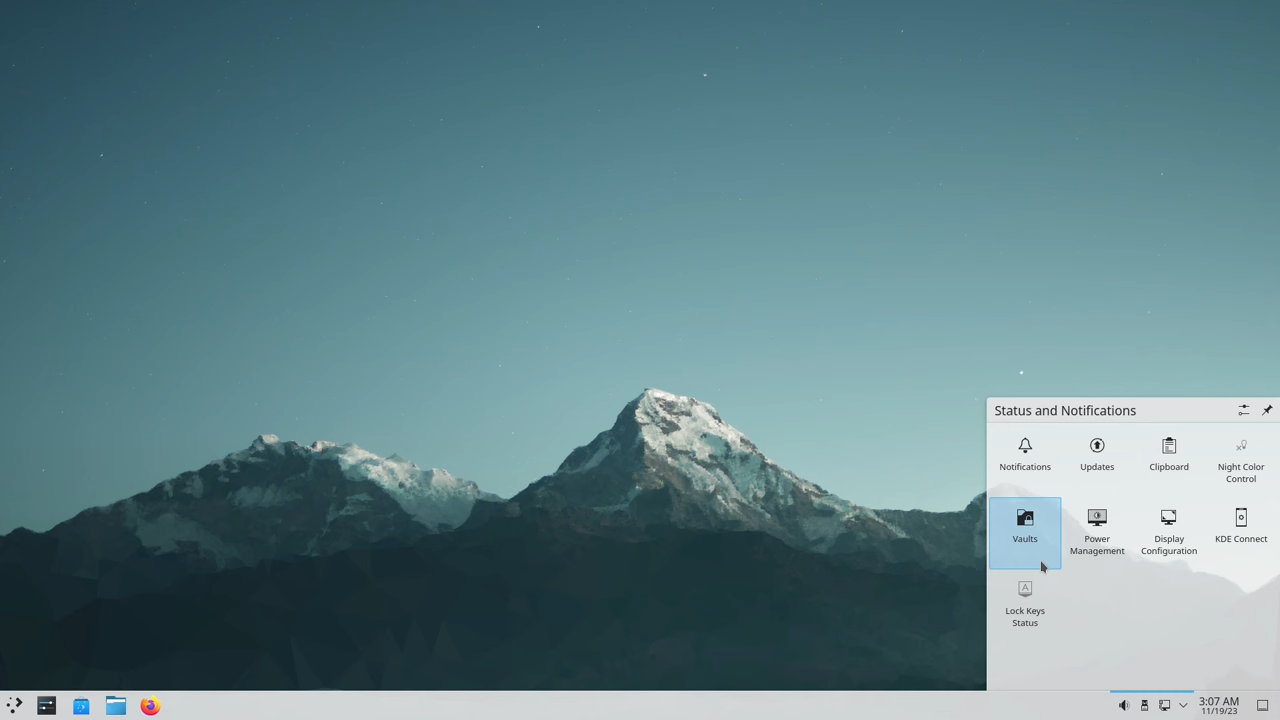 Status and Notifications
Notifications
Updates
Clipboard
Night Color
Control
Vaults
Power
Management
Display
Configuration
KDE Connect
A
Lock Keys
Status
3:07 AM
11/19/23